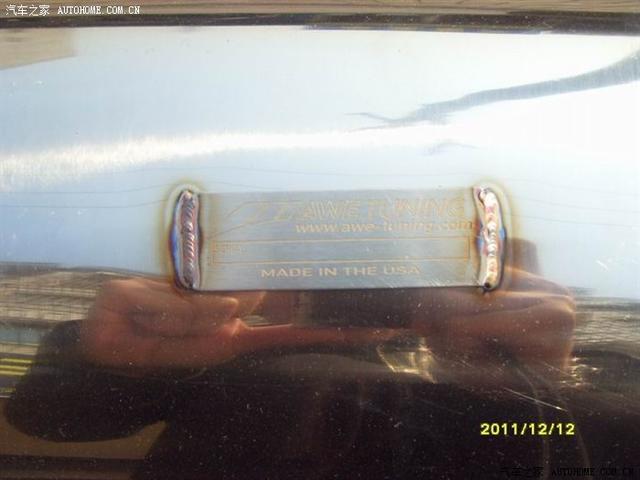 汽车之家 AUTOHOME.COM.CN
AWE TUNING
www.awe-tuning.com
MADE IN THE USA
2011/12/12
汽车之家 AUTOHOME.COM.CN